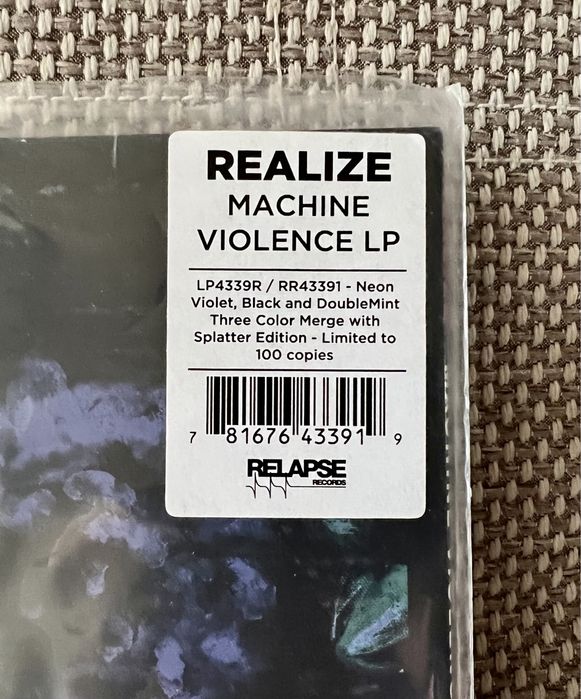 REALIZE
MACHINE
VIOLENCE LP
LP4339R / RR43391 - Neon
Violet, Black and DoubleMint
Three Color Merge with
Splatter Edition - Limited to
100 copies
7 81676 43391 9
RELAPSE
RECORDS